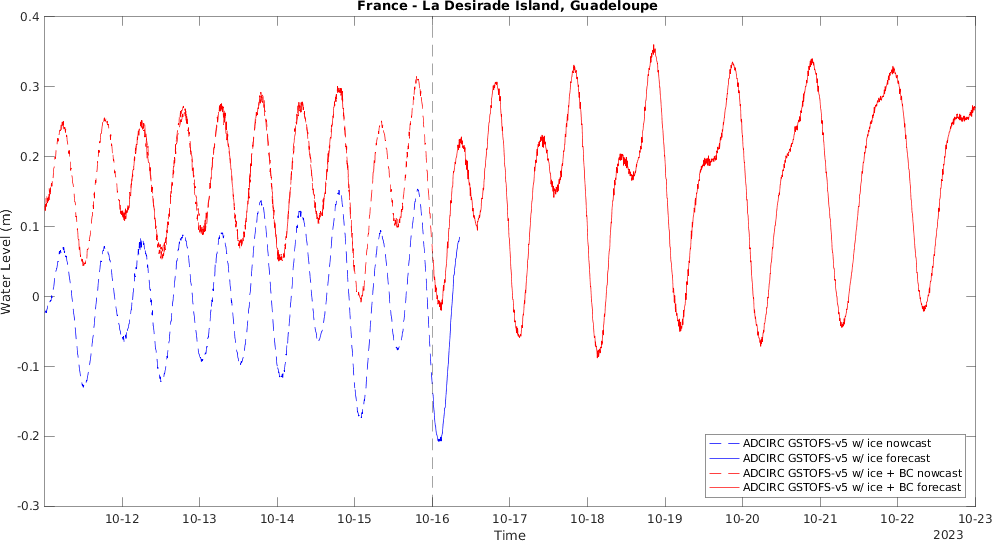 France - La Desirade Island, Guadeloupe
0.4
0.3
0.2
0.1
0
-0.1
-0.2
-0.3
Water Level (m)
ADCIRC GSTOFS-v5 w/ ice nowcast
ADCIRC GSTOFS-v5 w/ ice forecast
ADCIRC GSTOFS-v5 w/ ice + BC nowcast
ADCIRC GSTOFS-v5 w/ ice + BC forecast
10-12 10-13 10-14 10-15 10-16 10-17 10-18 10-19 10-20 10-21 10-22 10-23
Time
2023